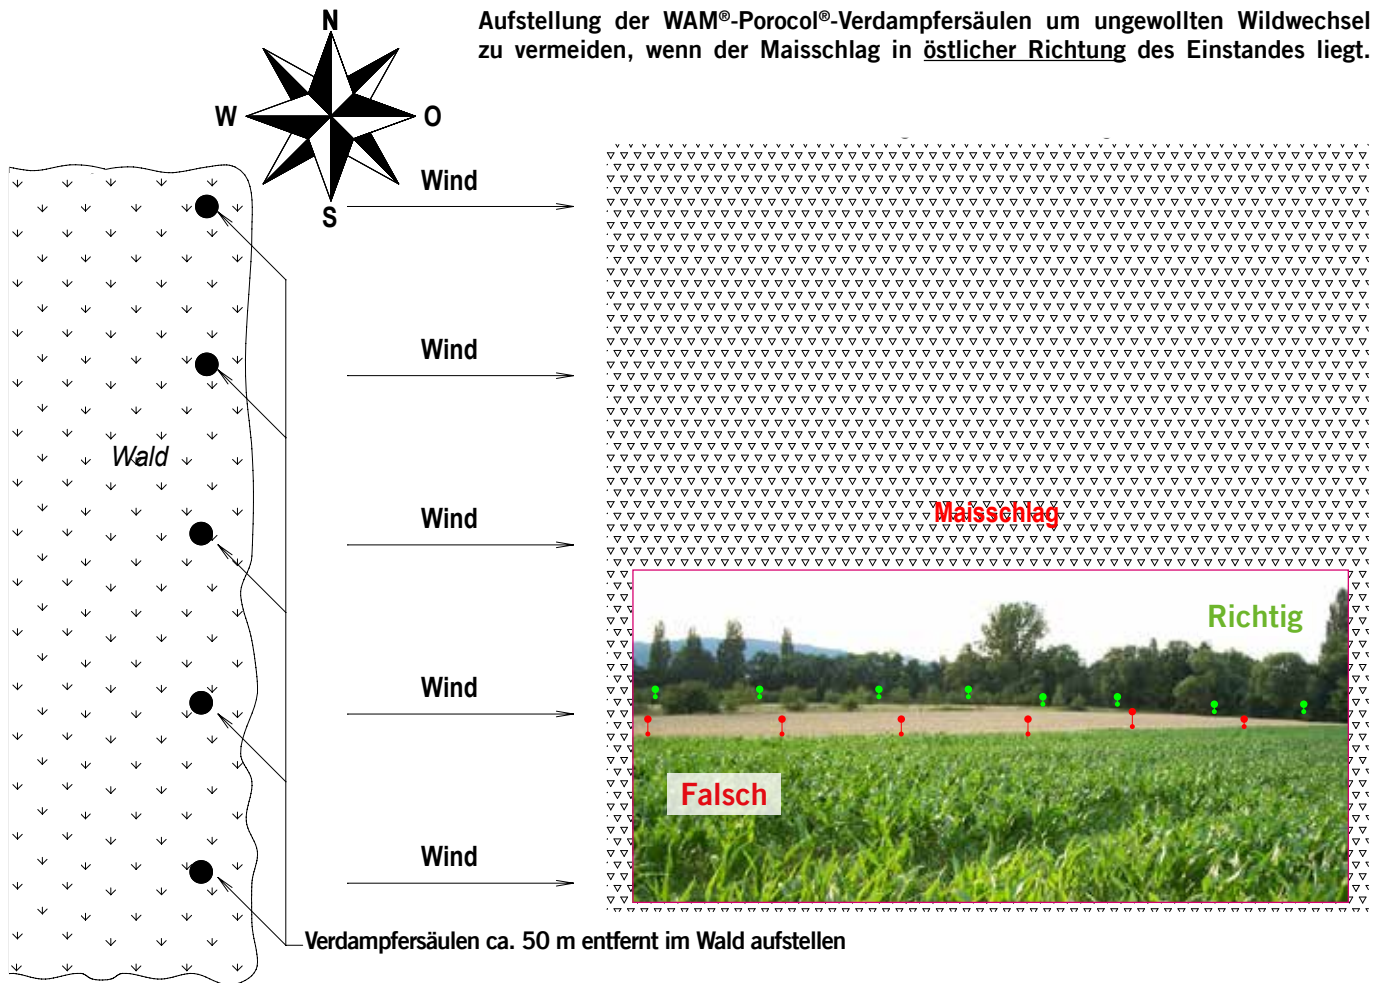 Aufstellung der WAM®-Porocol®-Verdampfersäulen um ungewollten Wildwechsel
zu vermeiden, wenn der Maisschlag in östlicher Richtung des Einstandes liegt.
N
W
O
S
Wind
Wind
Wald
Wind
Maisschlag
Richtig
Wind
Falsch
Wind
Verdampfersäulen ca. 50 m entfernt im Wald aufstellen